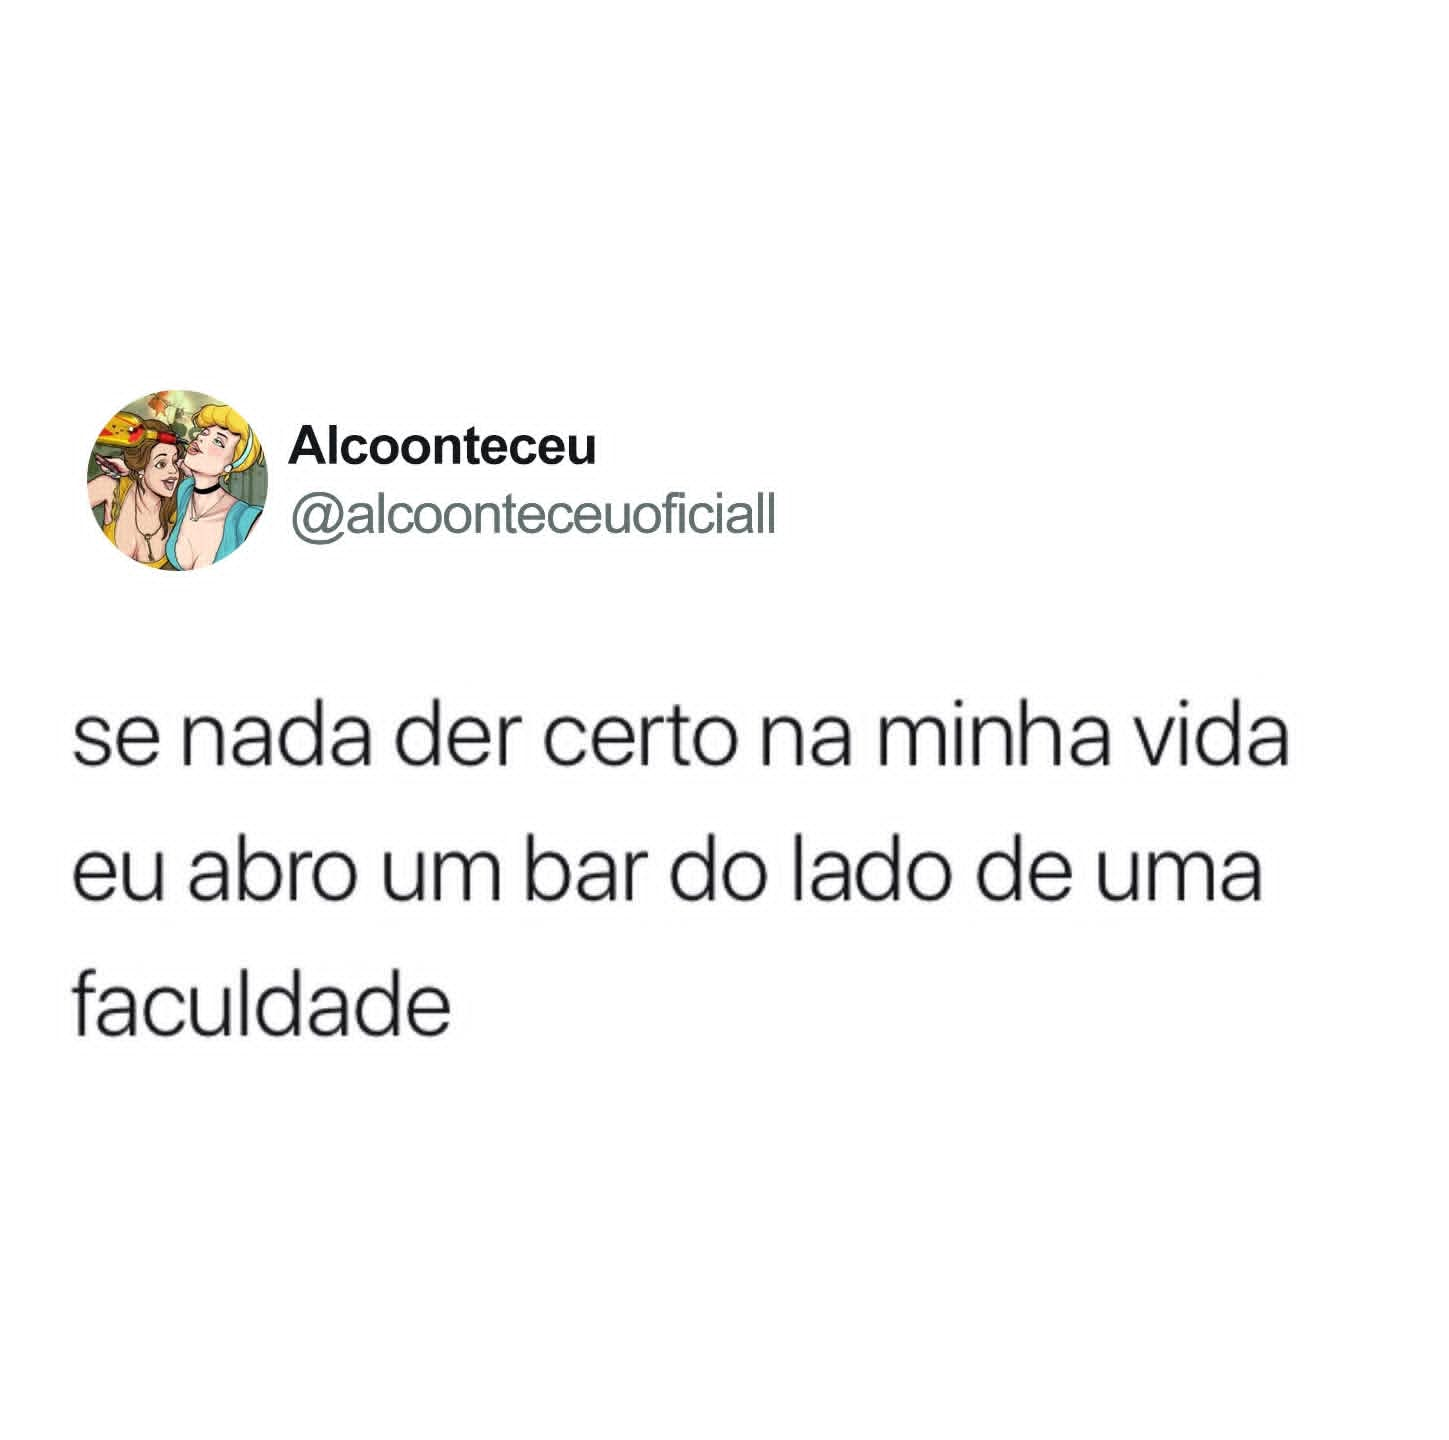 Alcoonteceu
@alcoonteceuoficiall
se nada der certo na minha vida
eu abro um bar do lado de uma
faculdade